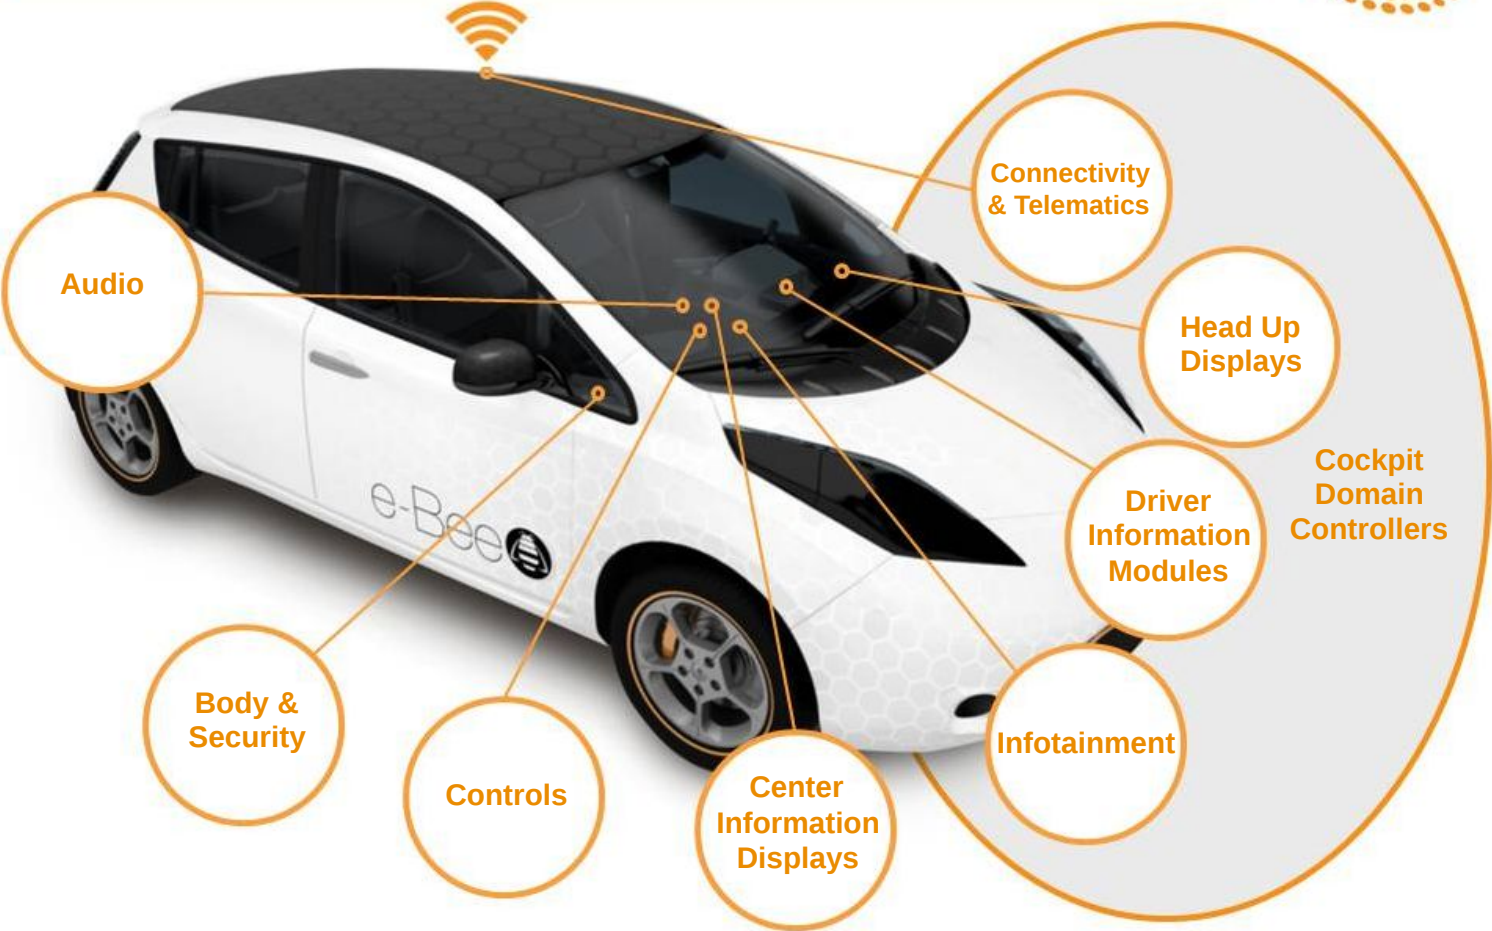 Connectivity
& Telematics
Audio
Head Up
Displays
Cockpit
Domain
Controllers
Driver
Information
Modules
e-Bee
Body &
Security
Controls
Center
Information
Displays
Infotainment